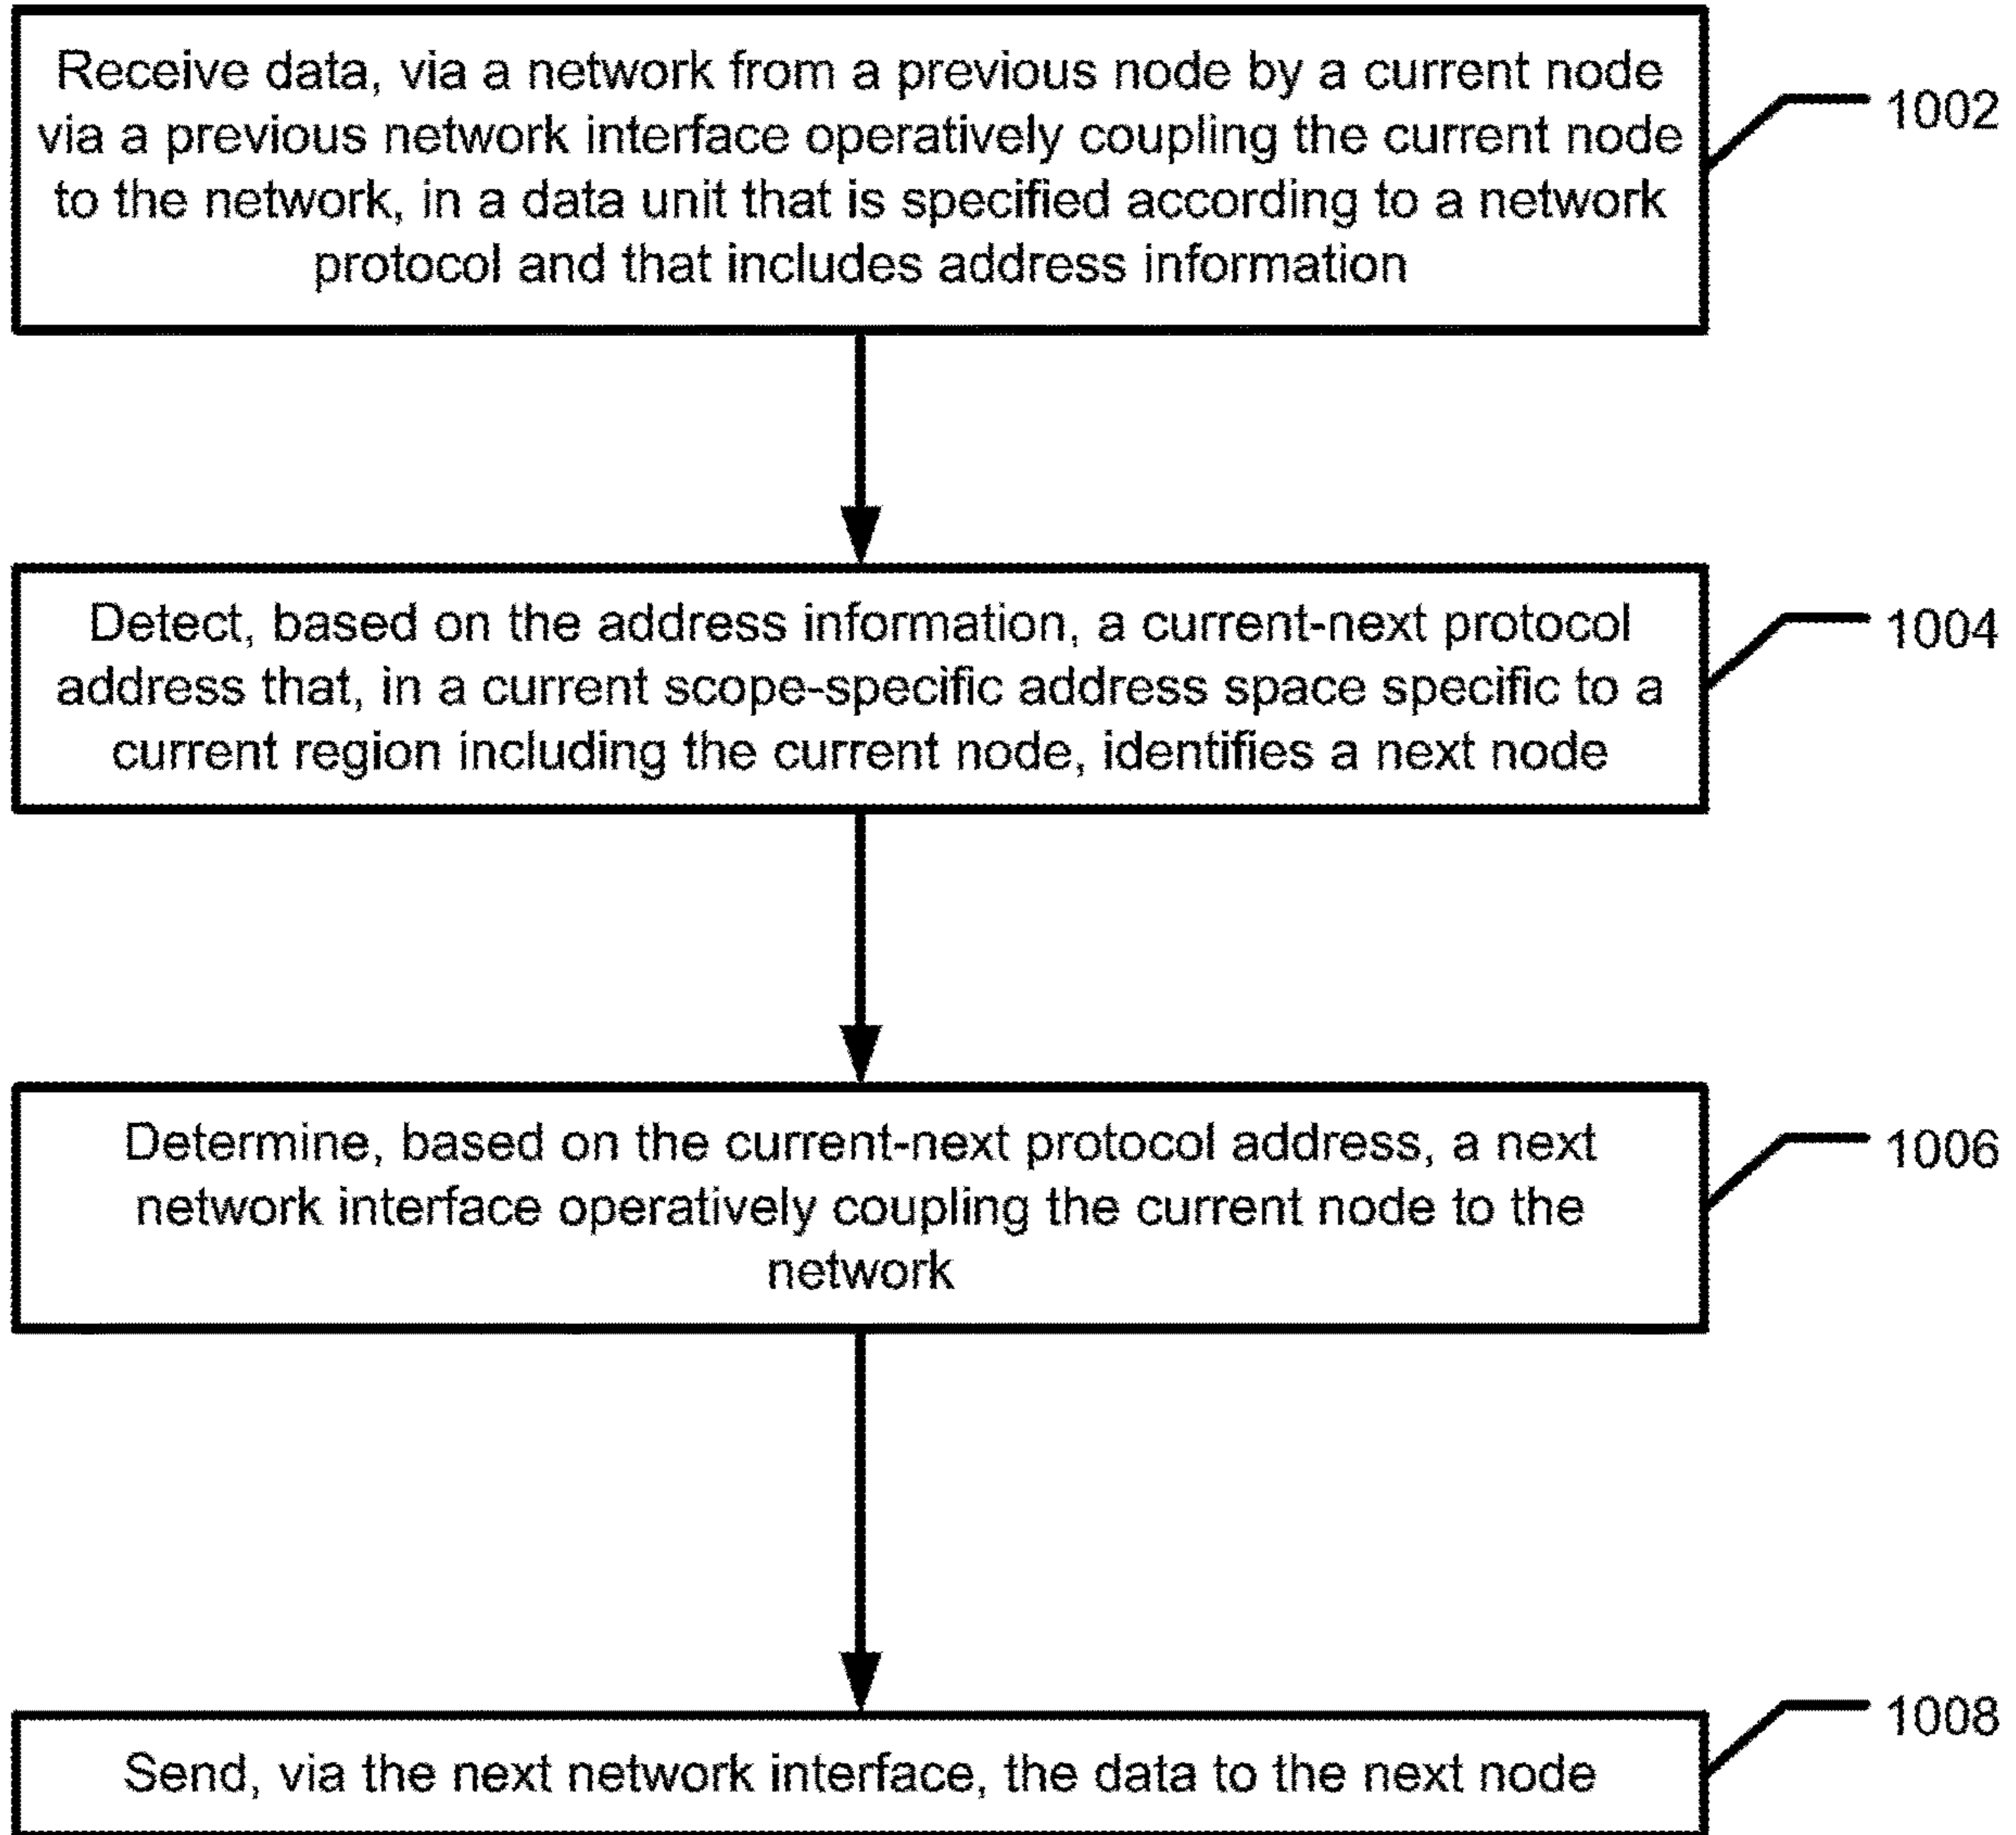 Receive data, via a network from a previous node by a current node
via a previous network interface operatively coupling the current node
to the network, in a data unit that is specified according to a network
protocol and that includes address information
1002
Detect, based on the address information, a current-next protocol
address that, in a current scope-specific address space specific to a
current region including the current node, identifies a next node
1004
Determine, based on the current-next protocol address, a next
network interface operatively coupling the current node to the
network
1006
Send, via the next network interface, the data to the next node
1008